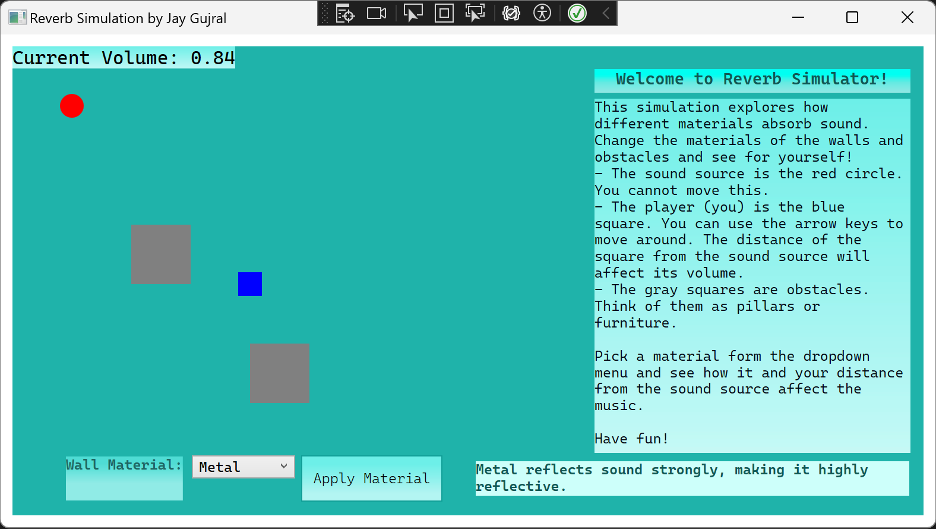 Reverb Simulation by Jay Gujral
Current Volume: 0.84
Welcome to Reverb Simulator!
This simulation explores how
different materials absorb sound.
Change the materials of the walls and
obstacles and see for yourself!
- The sound source is the red circle.
You cannot move this.
- The player (you) is the blue
square. You can use the arrow keys to
move around. The distance of the
square from the sound source will
affect its volume.
- The gray squares are obstacles.
Think of them as pillars or
furniture.
Pick a material form the dropdown
menu and see how it and your distance
from the sound source affect the
music.
Have fun!
Wall Material:
Metal
Apply Material
Metal reflects sound strongly, making it highly
reflective.